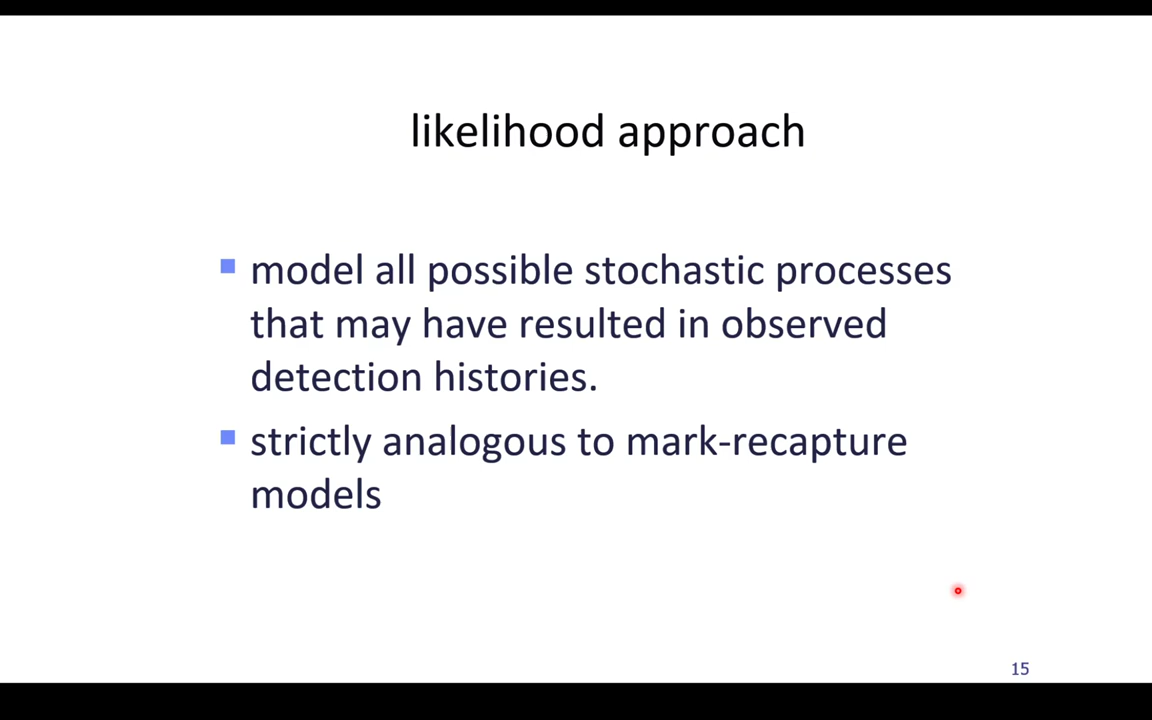 likelihood approach
model all possible stochastic processes
that may have resulted in observed
detection histories.
strictly analogous to mark-recapture
models
15